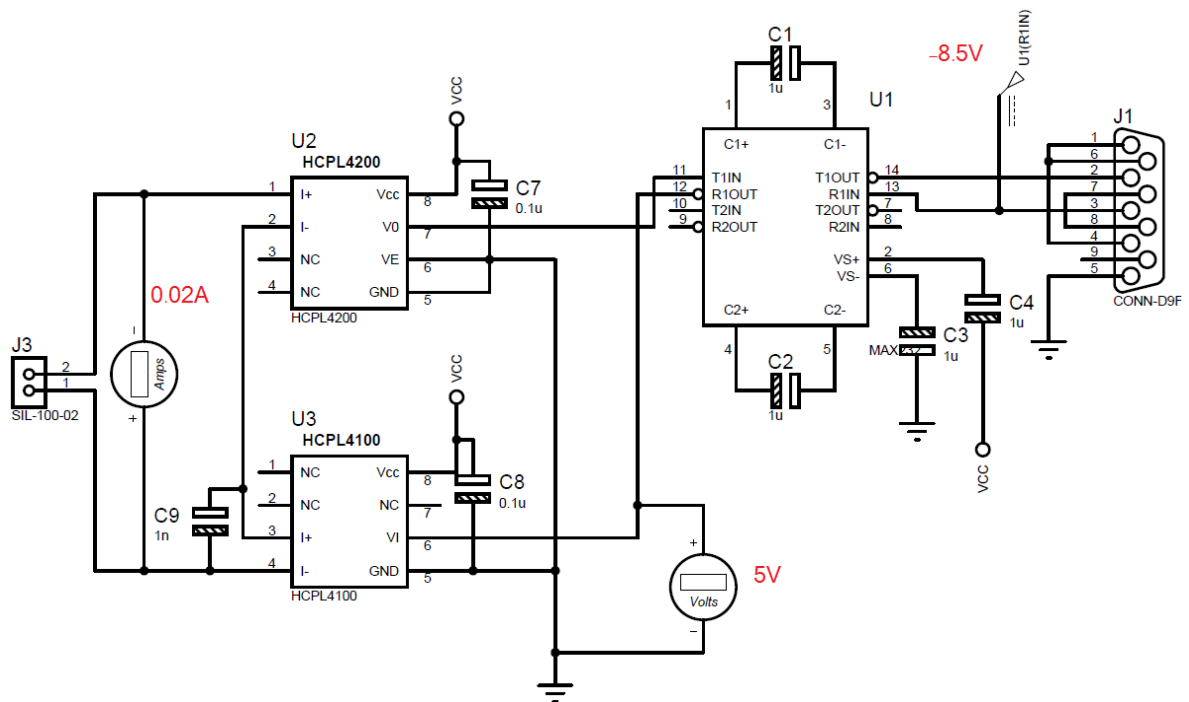 C1
1u
1
3
U1
C1+
C1-
11
T1IN
T1OUT
14
12
R1OUT
R1IN
13
10
T2IN
T2OUT
7
9
R2OUT
R2IN
8
VS+
2
VS-
6
C2+
C2-
4
5
MAX232
C2
1u
C3
1u
C4
1u
VCC
–8.5V
U1(R1IN)
J1
1
6
2
7
3
8
4
9
5
CONN-D9F
VCC
U2
HCPL4200
1
I+
Vcc
8
2
I-
V0
7
3
NC
VE
6
4
NC
GND
5
HCPL4200
C7
0.1u
0.02A
J3
2
1
SIL-100-02
–
Amps
+
VCC
U3
HCPL4100
1
NC
Vcc
8
2
NC
NC
7
3
I+
VI
6
4
I-
GND
5
HCPL4100
C8
0.1u
C9
1n
+
Volts
–
5V